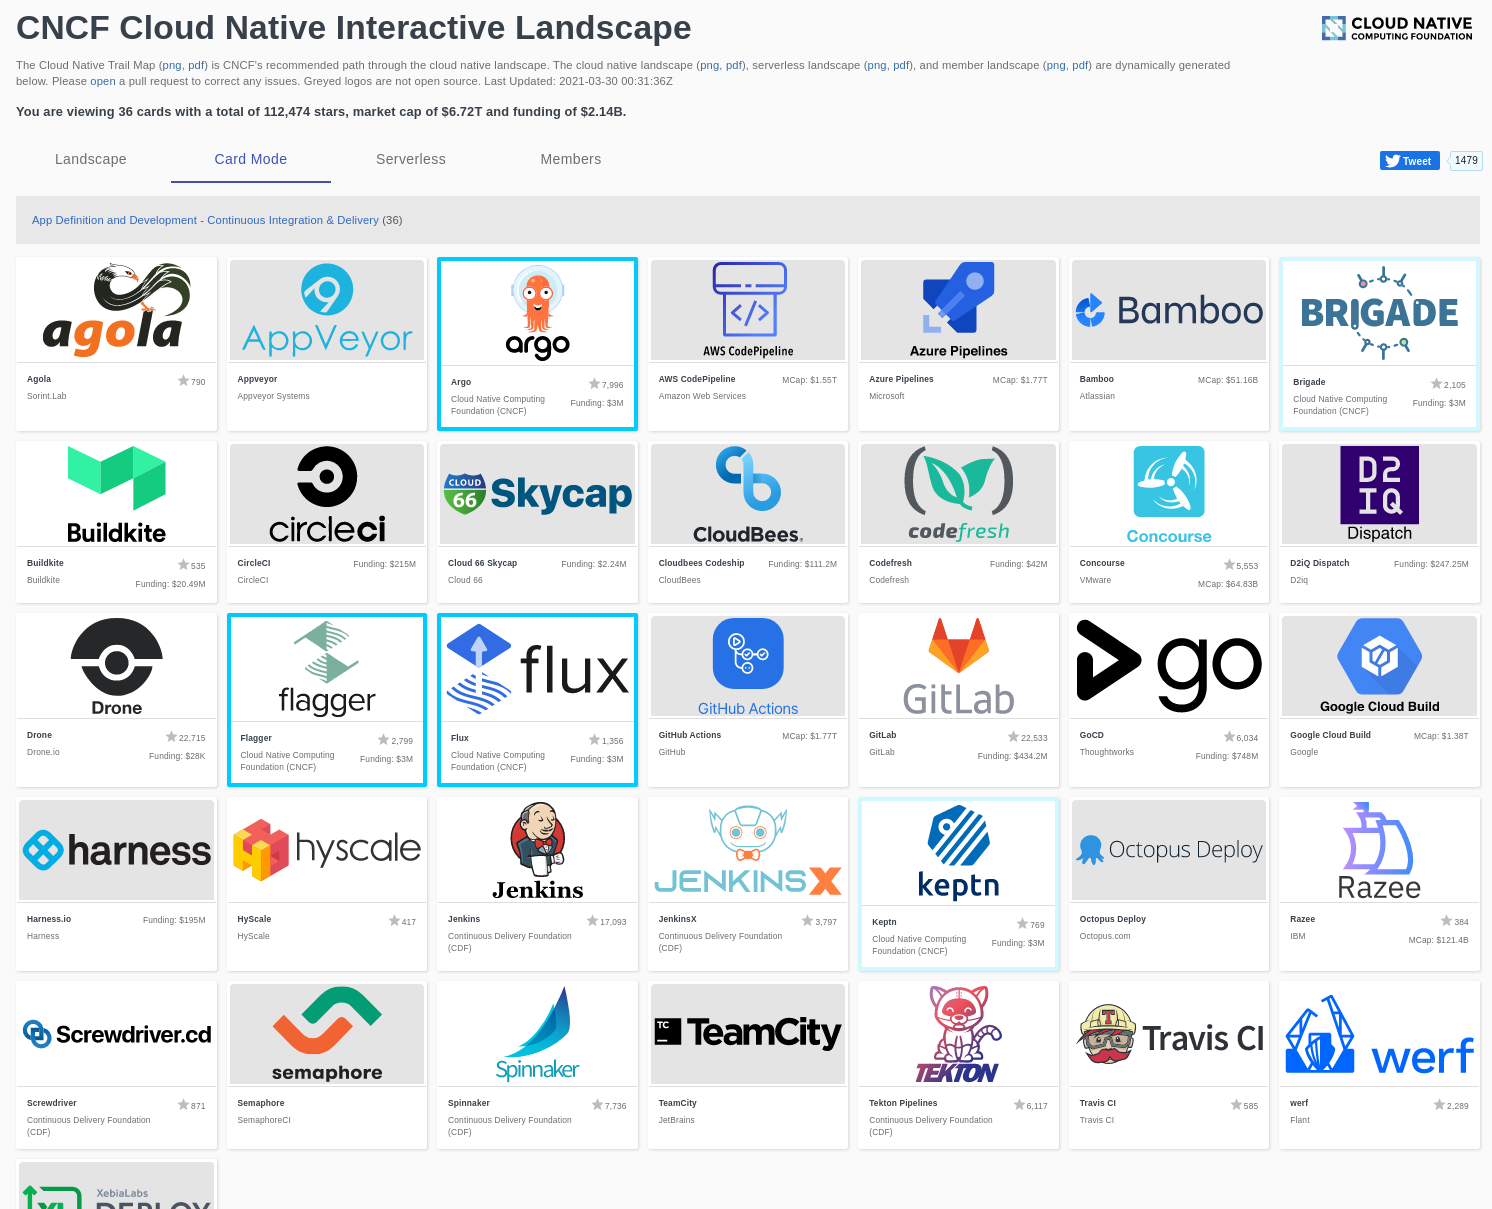 CNCF Cloud Native Interactive Landscape
CLOUD NATIVE
COMPUTING FOUNDATION
The Cloud Native Trail Map (png, pdf) is CNCF's recommended path through the cloud native landscape. The cloud native landscape (png, pdf), serverless landscape (png, pdf), and member landscape (png, pdf) are dynamically generated
below. Please open a pull request to correct any issues. Greyed logos are not open source. Last Updated: 2021-03-30 00:31:36Z
You are viewing 36 cards with a total of 112,474 stars, market cap of $6.72T and funding of $2.14B.
Landscape
Card Mode
Serverless
Members
Tweet
1479
App Definition and Development - Continuous Integration & Delivery (36)
agola
Agola
790
Sorint.Lab
AppVeyor
Appveyor
Appveyor Systems
argo
Argo
7,996
Cloud Native Computing
Foundation (CNCF)
Funding: $3M
AWS CodePipeline
AWS CodePipeline
MCap: $1.55T
Amazon Web Services
Azure Pipelines
Azure Pipelines
MCap: $1.77T
Microsoft
Bamboo
Bamboo
MCap: $51.16B
Atlassian
BRIGADE
Brigade
2,105
Cloud Native Computing
Foundation (CNCF)
Funding: $3M
Buildkite
Buildkite
535
Buildkite
Funding: $20.49M
circleci
CircleCI
Funding: $215M
CircleCI
CLOUD
66
Skycap
Cloud 66 Skycap
Funding: $2.24M
Cloud 66
CloudBees.
Cloudbees Codeship
Funding: $111.2M
CloudBees
codefresh
Codefresh
Funding: $42M
Codefresh
Concourse
Concourse
5,553
VMware
MCap: $64.83B
D2
IQ
Dispatch
D2iQ Dispatch
Funding: $247.25M
D2iq
Drone
Drone
22,715
Drone.io
Funding: $28K
flagger
Flagger
2,799
Cloud Native Computing
Foundation (CNCF)
Funding: $3M
flux
Flux
1,356
Cloud Native Computing
Foundation (CNCF)
Funding: $3M
GitHub Actions
GitHub Actions
MCap: $1.77T
GitHub
GitLab
GitLab
22,533
GitLab
Funding: $434.2M
go
GoCD
6,034
Thoughtworks
Funding: $748M
Google Cloud Build
Google Cloud Build
MCap: $1.38T
Google
harness
Harness.io
Funding: $195M
Harness
hyscale
HyScale
417
HyScale
Jenkins
Jenkins
17,093
Continuous Delivery Foundation
(CDF)
JENKINS X
JenkinsX
3,797
Continuous Delivery Foundation
(CDF)
keptn
Keptn
769
Cloud Native Computing
Foundation (CNCF)
Funding: $3M
Octopus Deploy
Octopus Deploy
Octopus.com
Razee
Razee
384
IBM
MCap: $121.4B
Screwdriver.cd
Screwdriver
871
Continuous Delivery Foundation
(CDF)
semaphore
Semaphore
SemaphoreCI
Spinnaker
Spinnaker
7,736
Continuous Delivery Foundation
(CDF)
TC
TeamCity
TeamCity
JetBrains
TEKTON
Tekton Pipelines
6,117
Continuous Delivery Foundation
(CDF)
T
Travis CI
Travis CI
585
Travis CI
werf
werf
2,289
Flant
XebiaLabs
XL DEPLOY